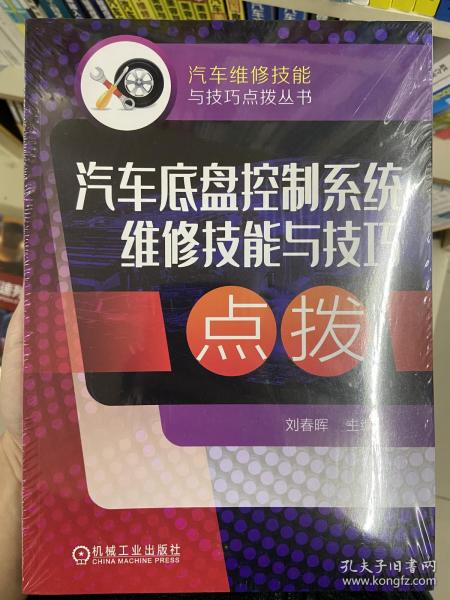 汽车维修技能
与技巧点拨丛书
汽车底盘控制系统
维修技能与技巧
点拨
刘春晖 主编
机械工业出版社
CHINA MACHINE PRESS
孔夫子旧书网
www.kongfz.com